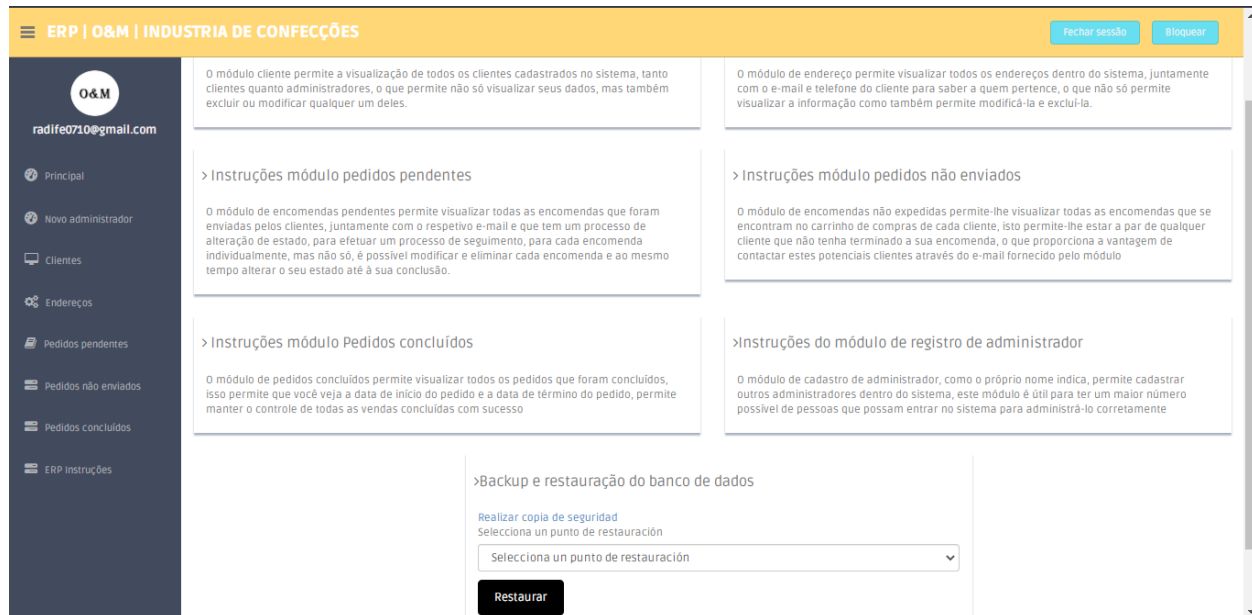 ERP | O&M | INDUSTRIA DE CONFECÇÕES
Fechar sessão
Bloquear
O&M
radife0710@gmail.com
Principal
Novo administrador
Clientes
Endereços
Pedidos pendentes
Pedidos não enviados
Pedidos concluídos
ERP Instruções
O módulo cliente permite a visualização de todos os clientes cadastrados no sistema, tanto
clientes quanto administradores, o que permite não só visualizar seus dados, mas também
excluir ou modificar qualquer um deles.
O módulo de endereço permite visualizar todos os endereços dentro do sistema, juntamente
com o e-mail e telefone do cliente para saber a quem pertence, o que não só permite
visualizar a informação como também permite modificá-la e excluí-la.
> Instruções módulo pedidos pendentes
O módulo de encomendas pendentes permite visualizar todas as encomendas que foram
enviadas pelos clientes, juntamente com o respetivo e-mail e que tem um processo de
alteração de estado, para efetuar um processo de seguimento, para cada encomenda
individualmente, mas não só, é possível modificar e eliminar cada encomenda e ao mesmo
tempo alterar o seu estado até à sua conclusão.
> Instruções módulo pedidos não enviados
O módulo de encomendas não expedidas permite-lhe visualizar todas as encomendas que se
encontram no carrinho de compras de cada cliente, isto permite-lhe estar a par de qualquer
cliente que não tenha terminado a sua encomenda, o que proporciona a vantagem de
contactar estes potenciais clientes através do e-mail fornecido pelo módulo
> Instruções módulo Pedidos concluídos
O módulo de pedidos concluídos permite visualizar todos os pedidos que foram concluídos,
isso permite que você veja a data de início do pedido e a data de término do pedido, permite
manter o controle de todas as vendas concluídas com sucesso
>Instruções do módulo de registro de administrador
O módulo de cadastro de administrador, como o próprio nome indica, permite cadastrar
outros administradores dentro do sistema, este módulo é útil para ter um maior número
possível de pessoas que possam entrar no sistema para administrá-lo corretamente
>Backup e restauração do banco de dados
Realizar copia de seguridad
Selecciona un punto de restauración
Selecciona un punto de restauración
Restaurar